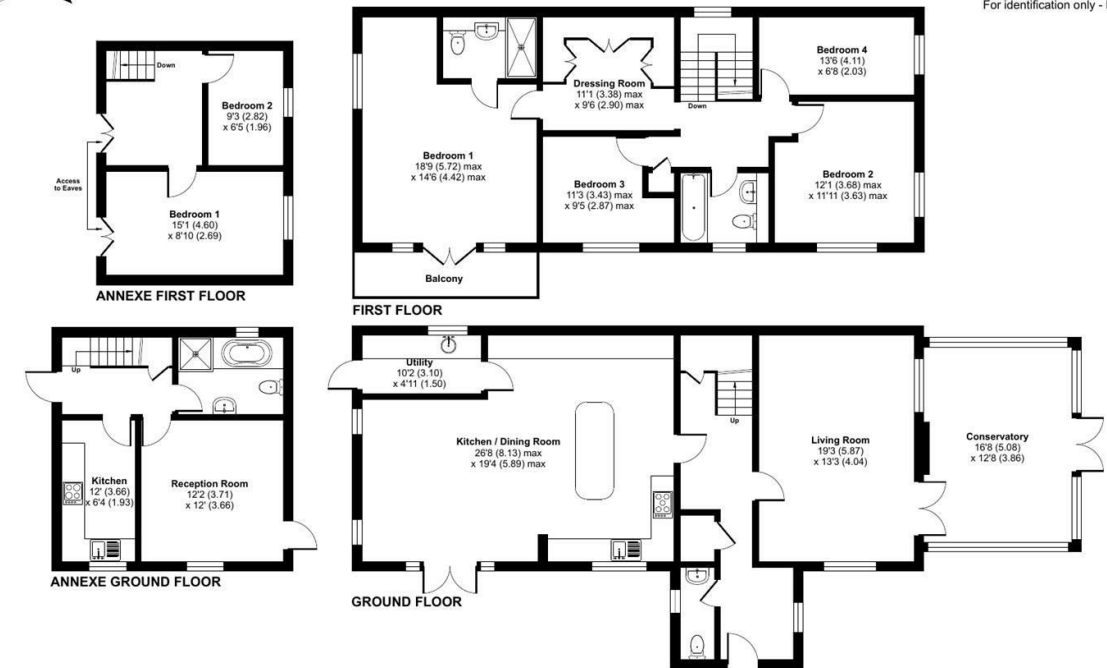 For identification only -
Down
Bedroom 2
9'3 (2.82)
x 6'5 (1.96)
Access
to Eaves
Bedroom 1
15'1 (4.60)
x 8'10 (2.69)
ANNEXE FIRST FLOOR
Bedroom 1
18'9 (5.72) max
x 14'6 (4.42) max
Dressing Room
11'1 (3.38) max
x 9'6 (2.90) max
Down
Bedroom 4
13'6 (4.11)
x 6'8 (2.03)
Bedroom 3
11'3 (3.43) max
x 9'5 (2.87) max
Bedroom 2
12'1 (3.68) max
x 11'11 (3.63) max
Balcony
FIRST FLOOR
Up
Kitchen
12' (3.66)
x 6'4 (1.93)
Reception Room
12'2 (3.71)
x 12' (3.66)
ANNEXE GROUND FLOOR
Utility
10'2 (3.10)
x 4'11 (1.50)
Kitchen / Dining Room
26'8 (8.13) max
x 19'4 (5.89) max
Up
Living Room
19'3 (5.87)
x 13'3 (4.04)
Conservatory
16'8 (5.08)
x 12'8 (3.86)
GROUND FLOOR